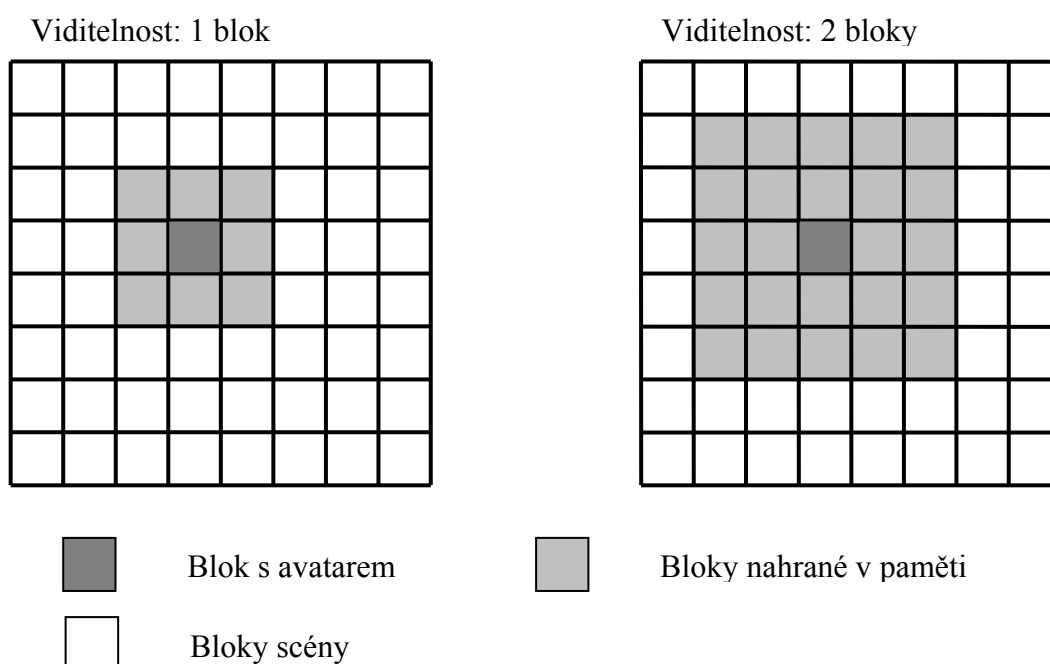 Viditelnost: 1 blok
Viditelnost: 2 bloky
Blok s avatarem
Bloky nahrané v paměti
Bloky scény